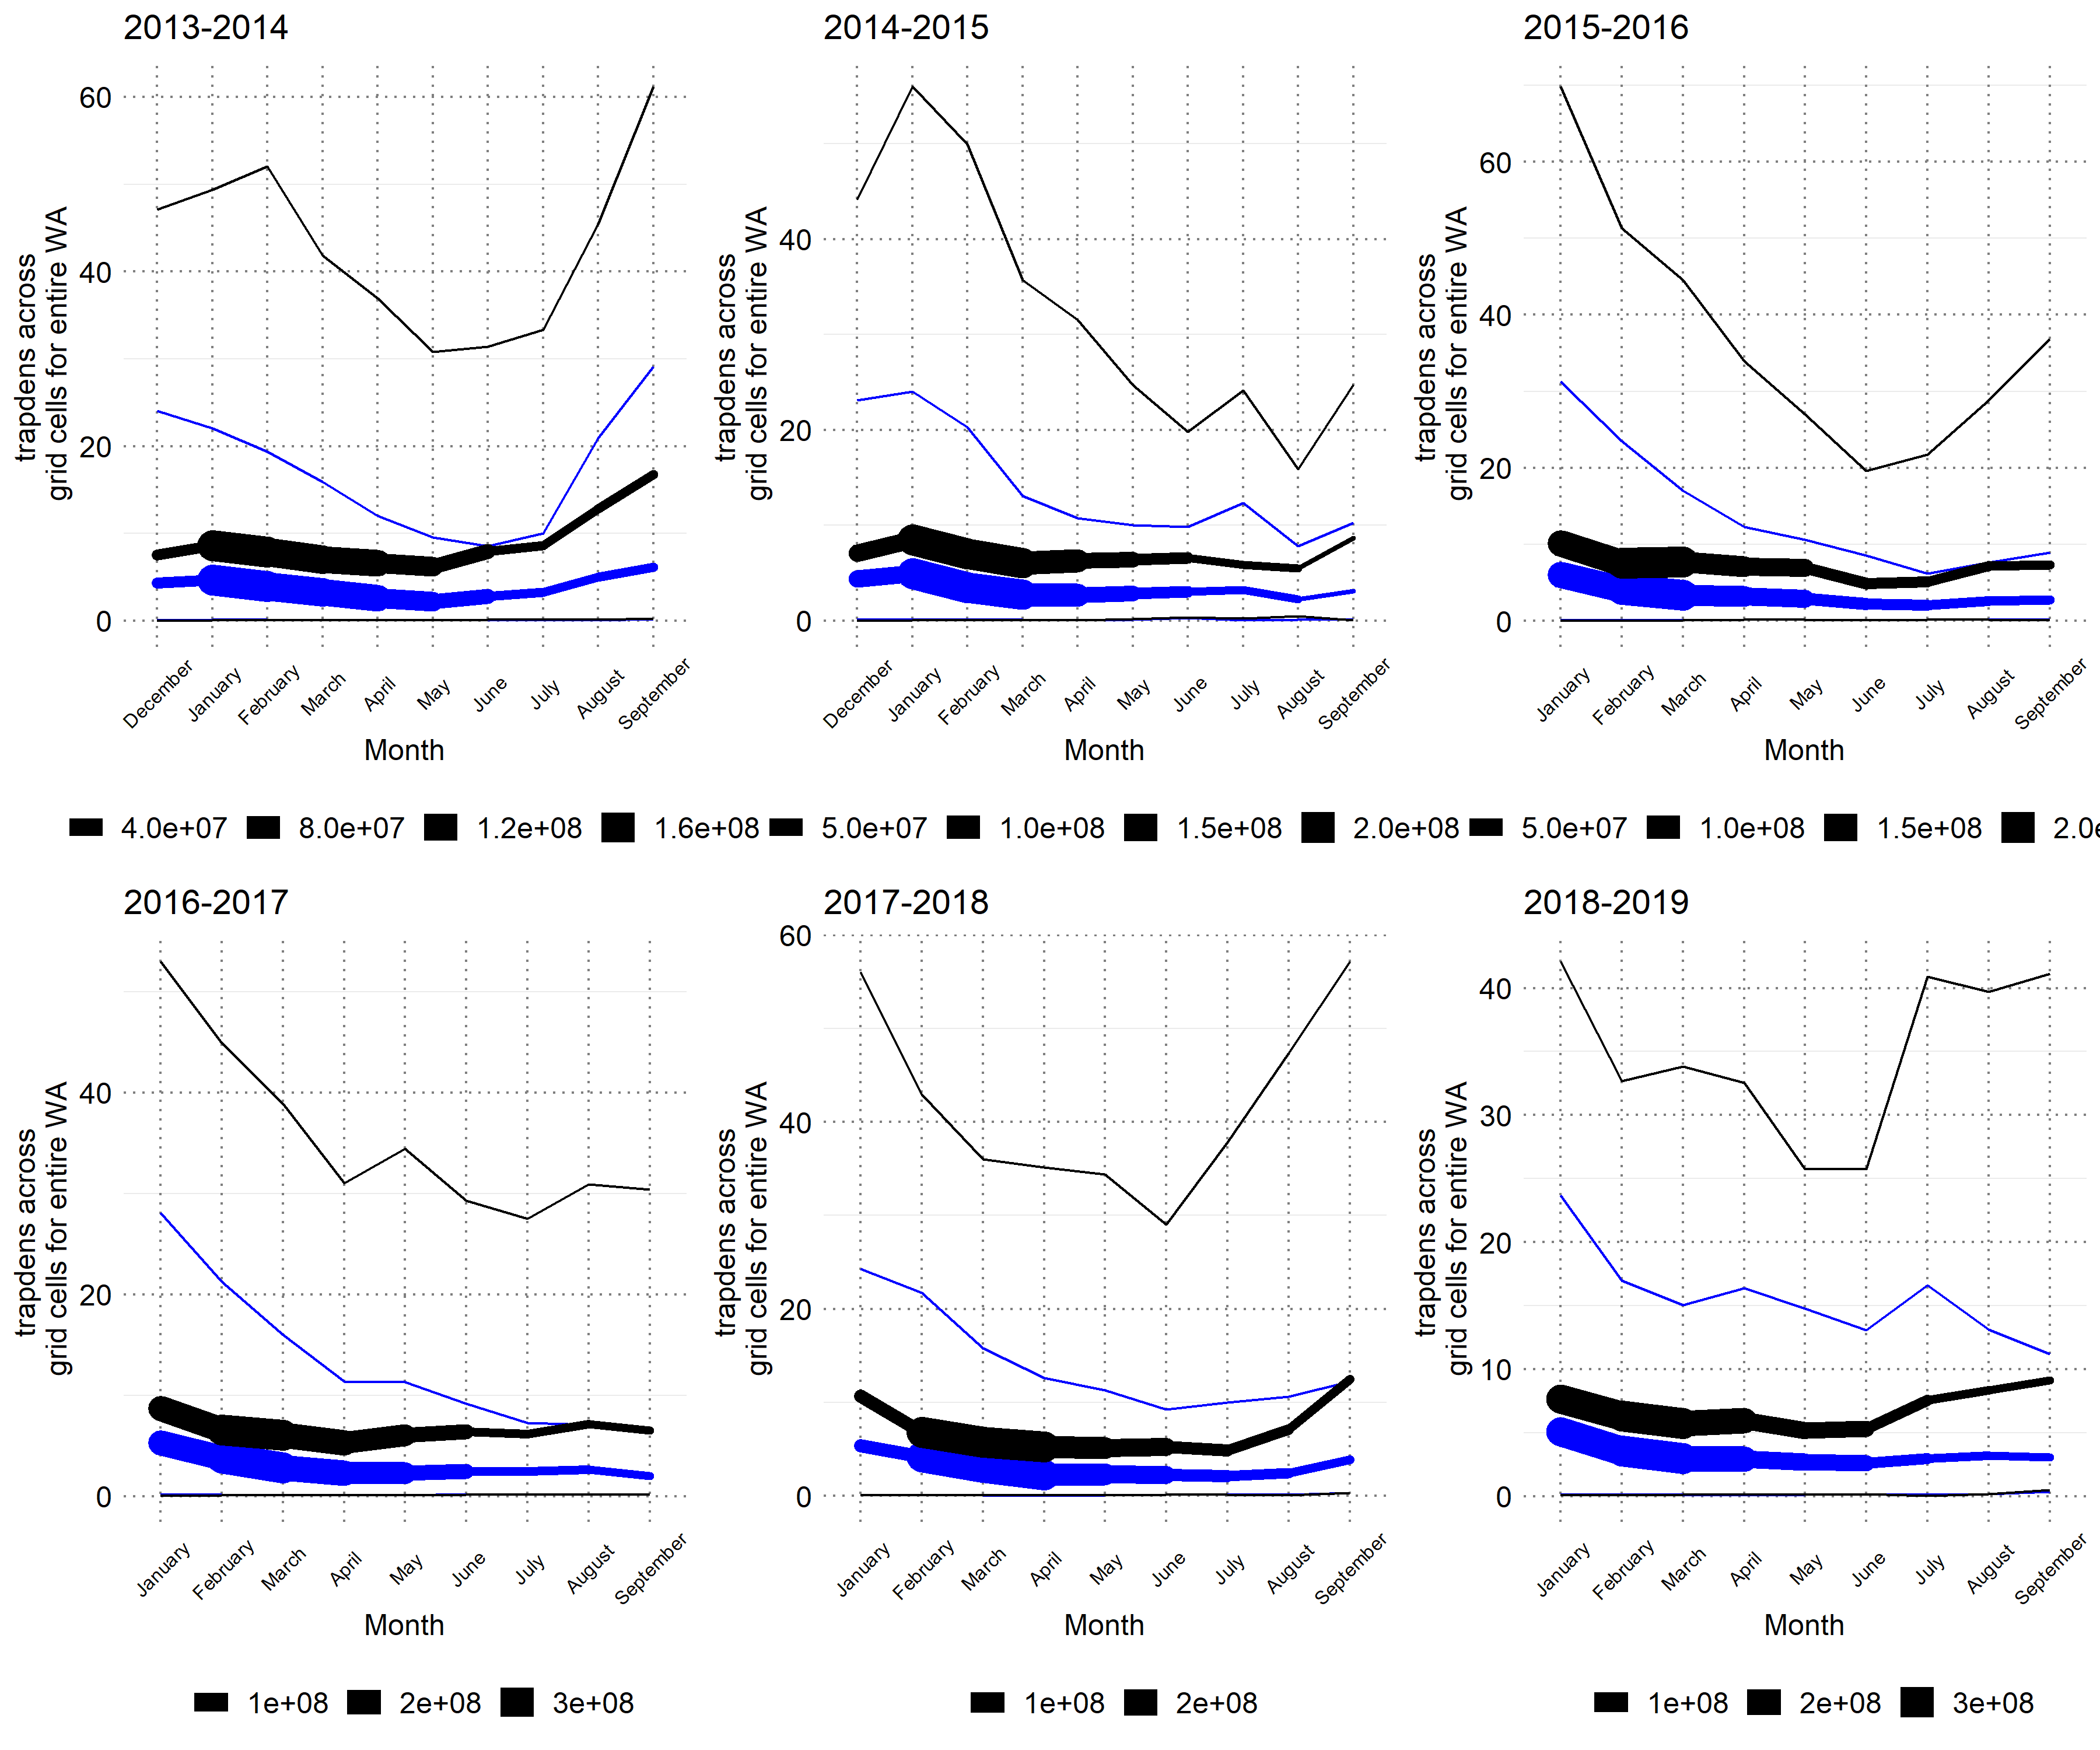 2013-2014
trapdens across
grid cells for entire WA
60
40
20
0
December
January
February
March
April
May
June
July
August
September
Month
4.0e+07 8.0e+07 1.2e+08 1.6e+08
2014-2015
trapdens across
grid cells for entire WA
40
20
0
December
January
February
March
April
May
June
July
August
September
Month
5.0e+07 1.0e+08 1.5e+08 2.0e+08
2015-2016
trapdens across
grid cells for entire WA
60
40
20
0
January
February
March
April
May
June
July
August
September
Month
5.0e+07 1.0e+08 1.5e+08
2016-2017
trapdens across
grid cells for entire WA
40
20
0
January
February
March
April
May
June
July
August
September
Month
1e+08 2e+08 3e+08
2017-2018
trapdens across
grid cells for entire WA
60
40
20
0
January
February
March
April
May
June
July
August
September
Month
1e+08 2e+08
2018-2019
trapdens across
grid cells for entire WA
40
30
20
10
0
January
February
March
April
May
June
July
August
September
Month
1e+08 2e+08 3e+08